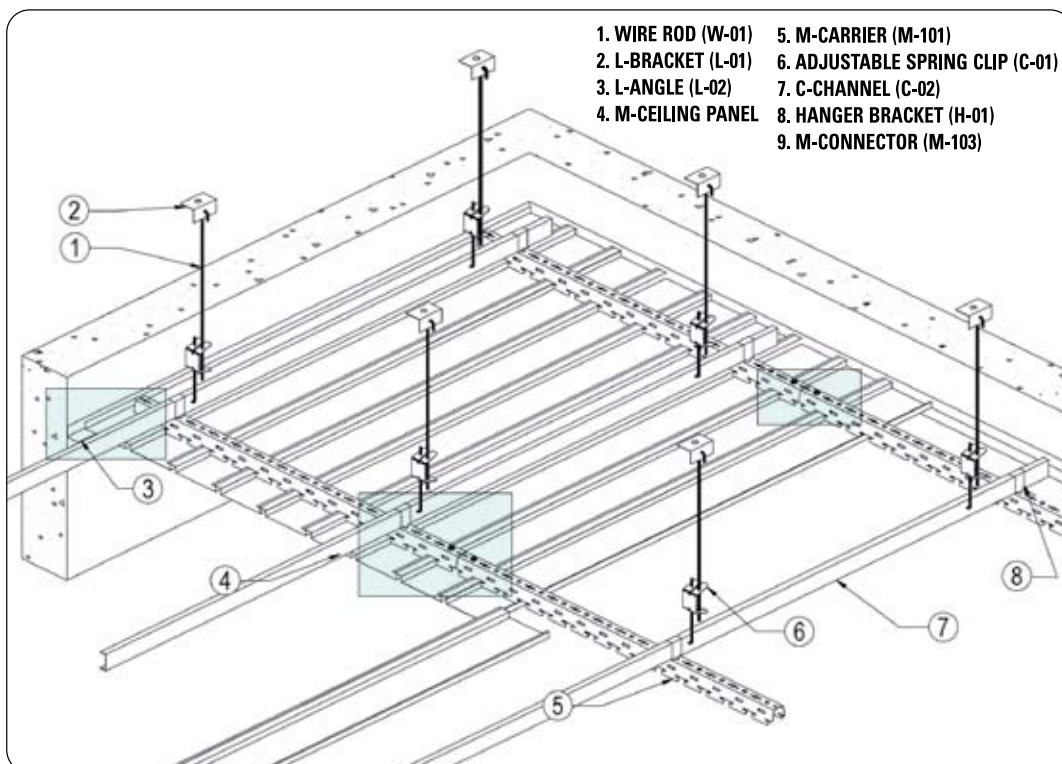 1. WIRE ROD (W-01)
2. L-BRACKET (L-01)
3. L-ANGLE (L-02)
4. M-CEILING PANEL
5. M-CARRIER (M-101)
6. ADJUSTABLE SPRING CLIP (C-01)
7. C-CHANNEL (C-02)
8. HANGER BRACKET (H-01)
9. M-CONNECTOR (M-103)
2
1
3
4
8
6
7
5